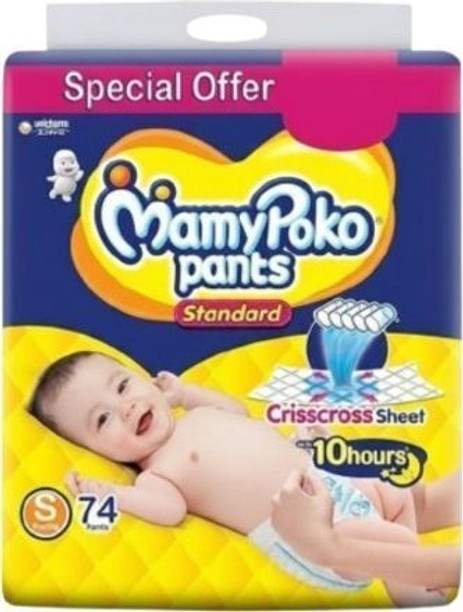 Special Offer
unicharm
MamyPoko
pants
Standard
Crisscross Sheet
10hours
S
74
Pants